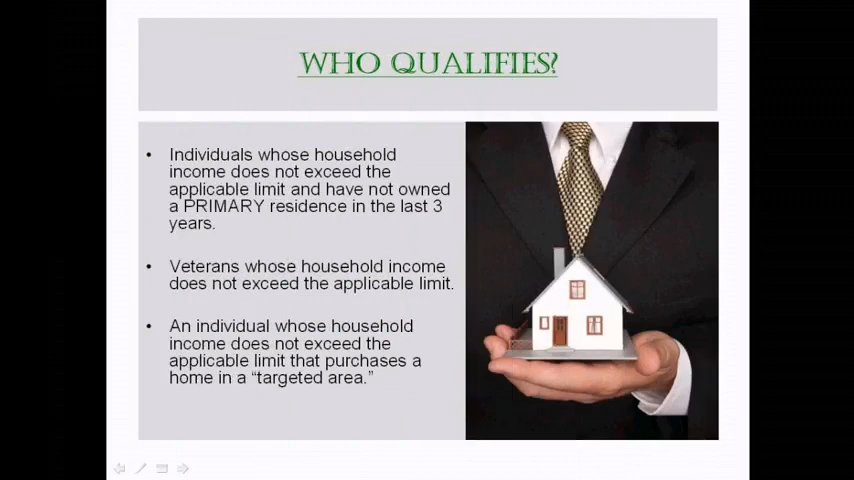 WHO QUALIFIES?
• Individuals whose household
income does not exceed the
applicable limit and have not owned
a PRIMARY residence in the last 3
years.
• Veterans whose household income
does not exceed the applicable limit.
• An individual whose household
income does not exceed the
applicable limit that purchases a
home in a “targeted area.”